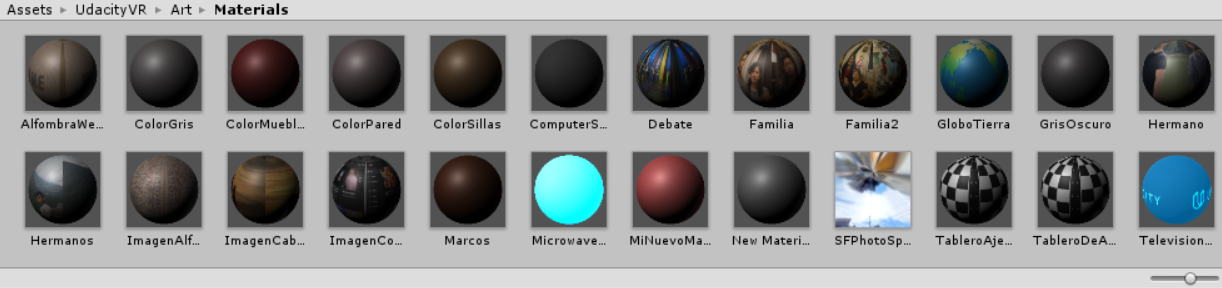 Assets ▸ UdacityVR ▸ Art ▸ Materials
AlfombraWe... ColorGris ColorMuebl... ColorPared ColorSillas ComputerS... Debate Familia Familia2 GloboTierra GrisOscuro Hermano
Hermanos ImagenAlf... ImagenCab... ImagenCo... Marcos Microwave... MiNuevoMa... New Materi... SFPhotoSp... TableroAje... TableroDeA... Television...